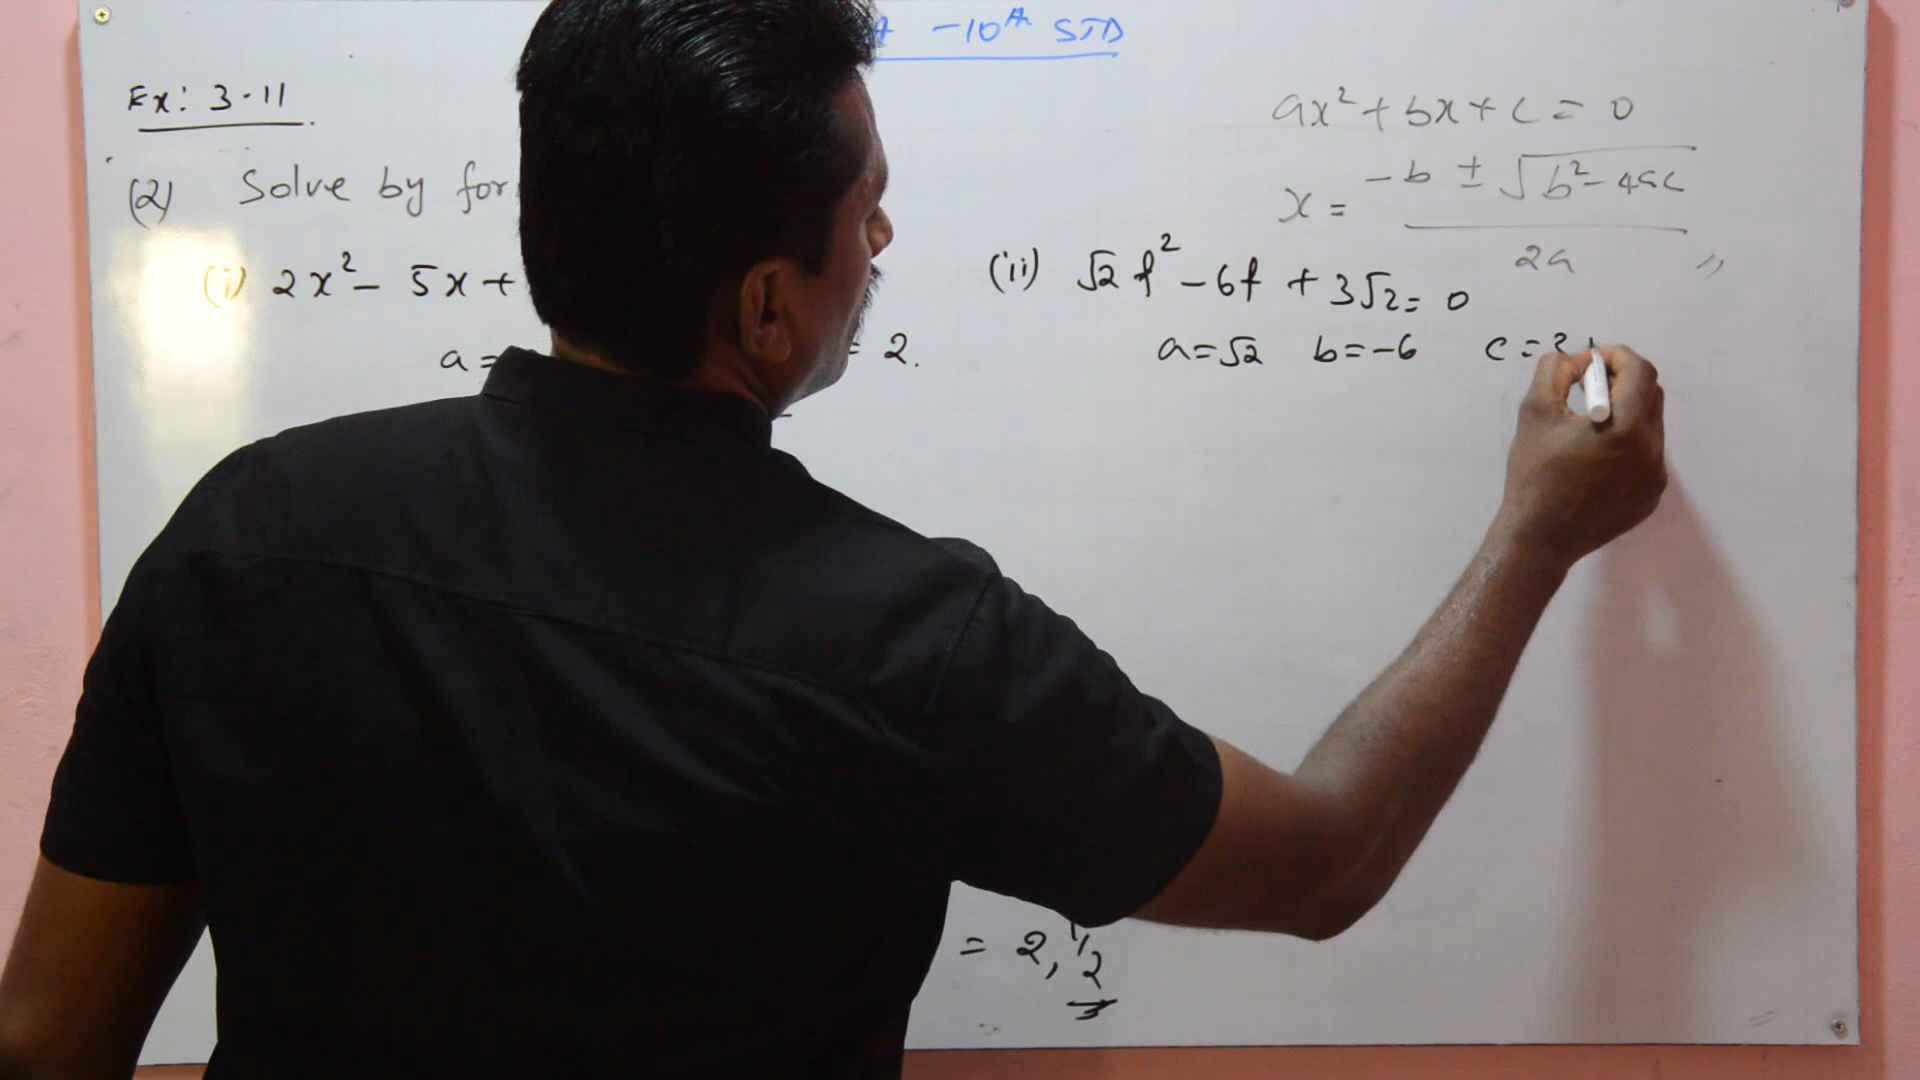 -10th STD
Ex: 3.11
(2) Solve by
(i) 2x² - 5x +
a =
= 2.
ax² + bx + c = 0
x = -b ± √b² - 4ac
2a
(ii) √2 f² - 6f + 3√2 = 0
a = √2 b = -6 c = 3
= 2, 1/2